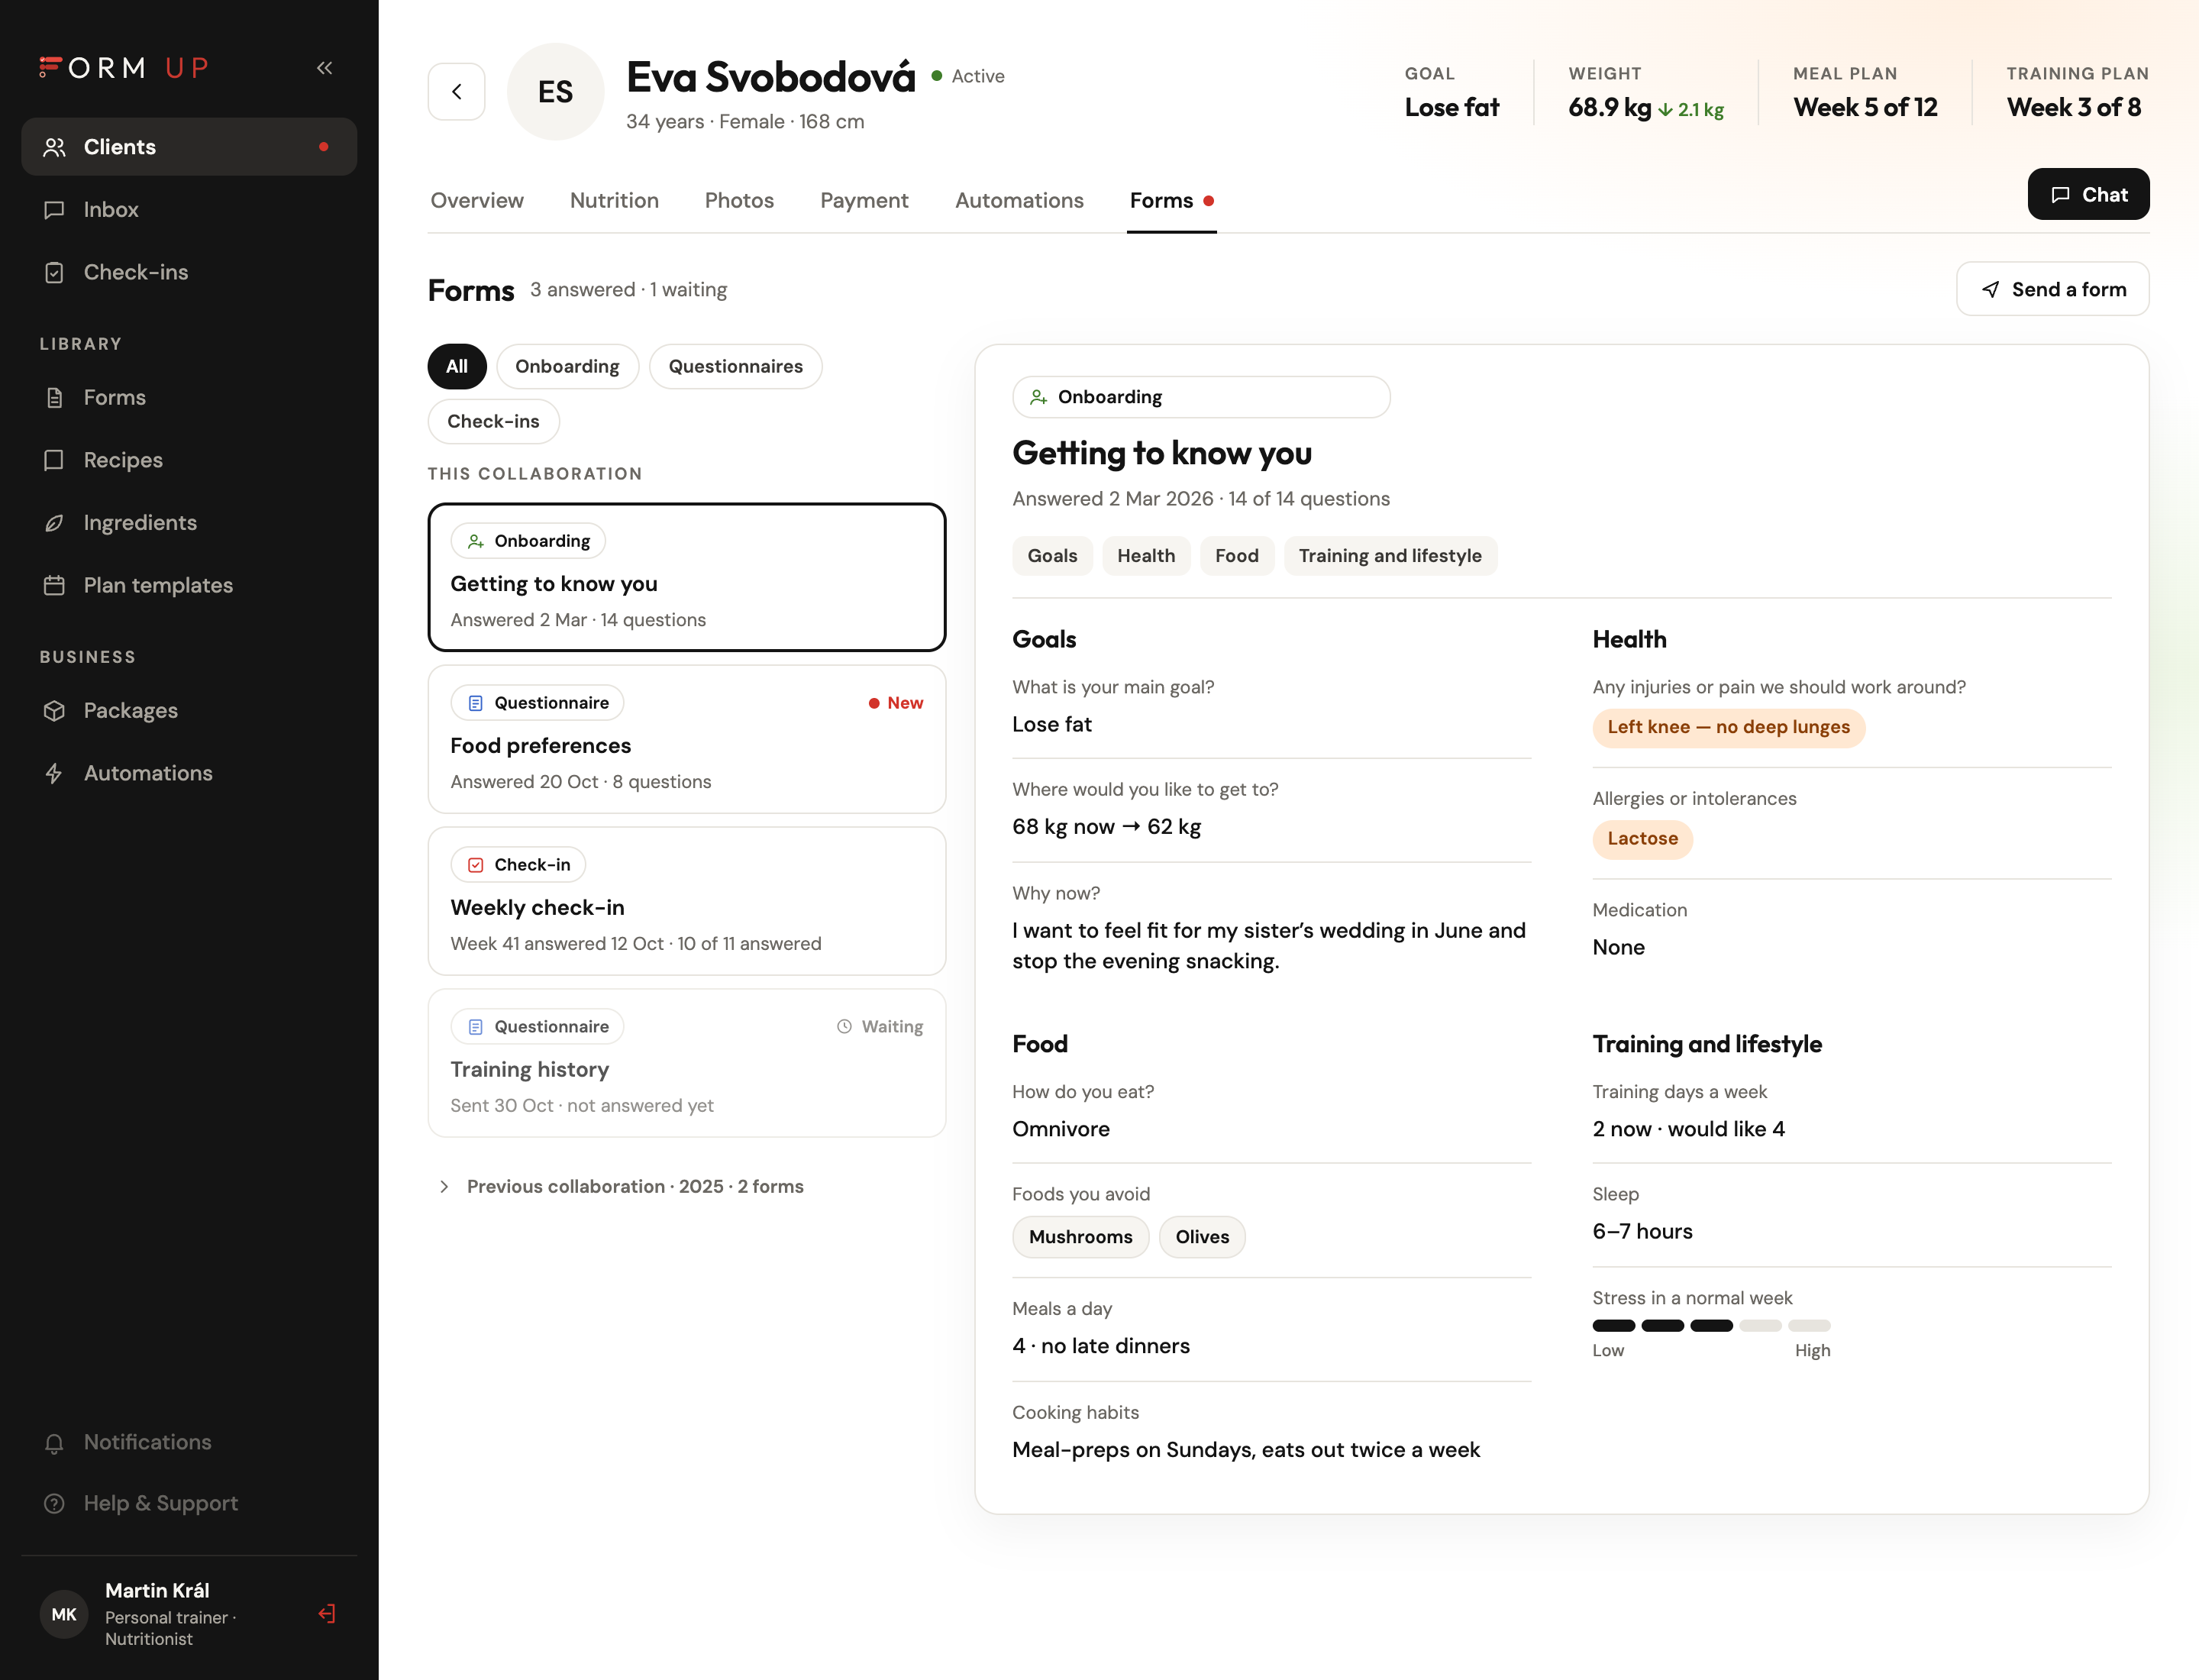 FORM UP
Clients
Inbox
Check-ins
LIBRARY
Forms
Recipes
Ingredients
Plan templates
BUSINESS
Packages
Automations
Notifications
Help & Support
MK
Martin Král
Personal trainer ·
Nutritionist
ES
Eva Svobodová
Active
34 years · Female · 168 cm
GOAL
Lose fat
WEIGHT
68.9 kg ↓ 2.1 kg
MEAL PLAN
Week 5 of 12
TRAINING PLAN
Week 3 of 8
Overview
Nutrition
Photos
Payment
Automations
Forms
Chat
Forms
3 answered · 1 waiting
Send a form
All
Onboarding
Questionnaires
Check-ins
THIS COLLABORATION
Onboarding
Getting to know you
Answered 2 Mar · 14 questions
Questionnaire
New
Food preferences
Answered 20 Oct · 8 questions
Check-in
Weekly check-in
Week 41 answered 12 Oct · 10 of 11 answered
Questionnaire
Waiting
Training history
Sent 30 Oct · not answered yet
Previous collaboration · 2025 · 2 forms
Onboarding
Getting to know you
Answered 2 Mar 2026 · 14 of 14 questions
Goals
Health
Food
Training and lifestyle
Goals
What is your main goal?
Lose fat
Where would you like to get to?
68 kg now → 62 kg
Why now?
I want to feel fit for my sister’s wedding in June and
stop the evening snacking.
Health
Any injuries or pain we should work around?
Left knee — no deep lunges
Allergies or intolerances
Lactose
Medication
None
Food
How do you eat?
Omnivore
Foods you avoid
Mushrooms
Olives
Meals a day
4 · no late dinners
Cooking habits
Meal-preps on Sundays, eats out twice a week
Training and lifestyle
Training days a week
2 now · would like 4
Sleep
6–7 hours
Stress in a normal week
Low
High